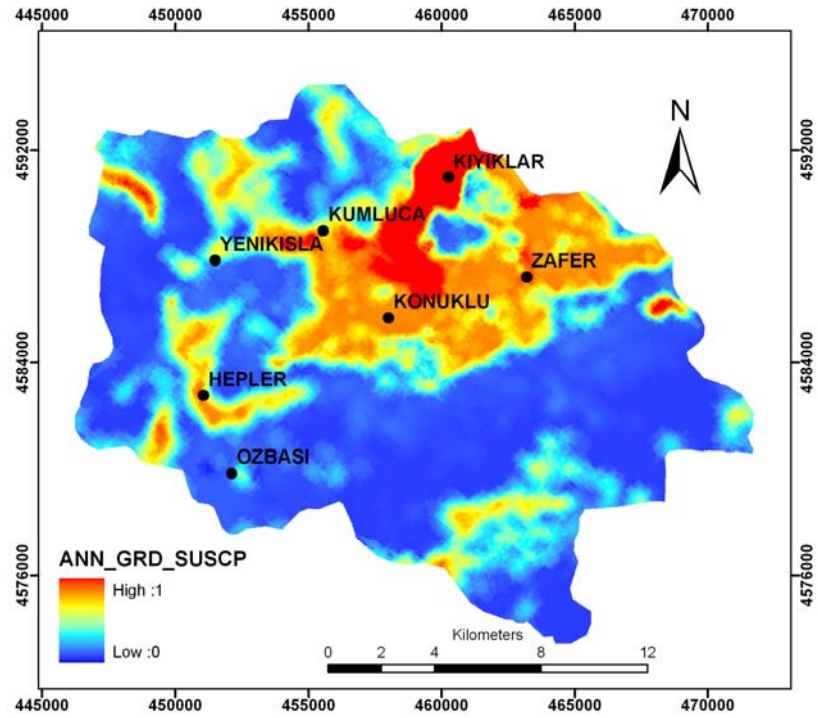 445000 450000 455000 460000 465000 470000
N
4592000 4592000
KIYIKLAR
KUMLUCA
YENIKISLA
ZAFER
KONUKLU
4584000 4584000
HEPLER
OZBASI
ANN_GRD_SUSCP
High :1
Low :0
4576000 4576000
Kilometers
0 2 4 8 12
445000 450000 455000 460000 465000 470000